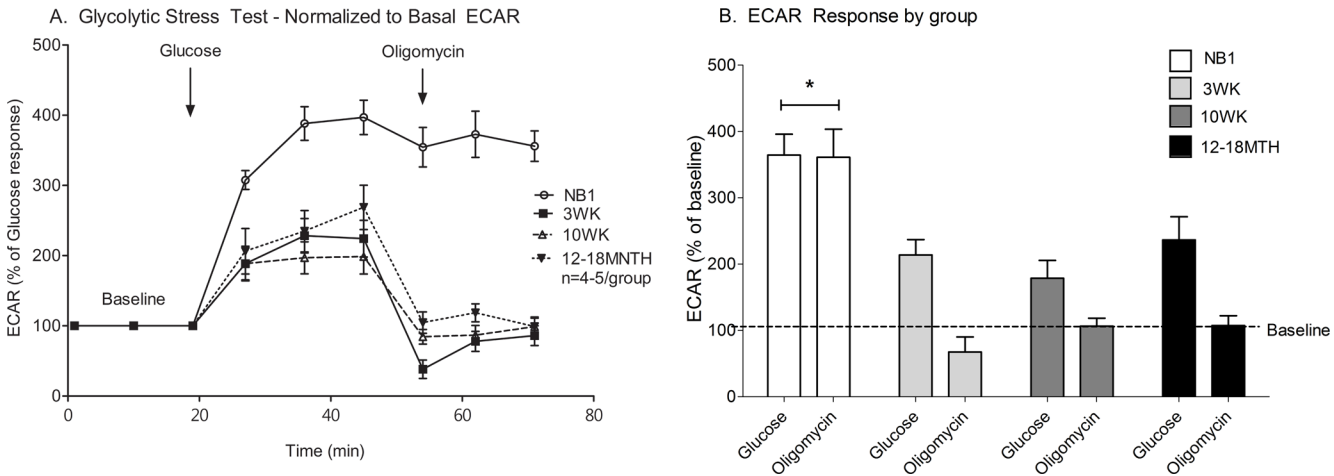 A. Glycolytic Stress Test - Normalized to Basal ECAR
500
400
300
200
100
0
ECAR (% of Glucose response)
Glucose
Oligomycin
Baseline
NB1
3WK
10WK
12-18MNTH
n=4-5/group
0
20
40
60
80
Time (min)
B. ECAR Response by group
500
400
300
200
100
0
ECAR (% of baseline)
*
NB1
3WK
10WK
12-18MTH
Baseline
Glucose
Oligomycin
Glucose
Oligomycin
Glucose
Oligomycin
Glucose
Oligomycin